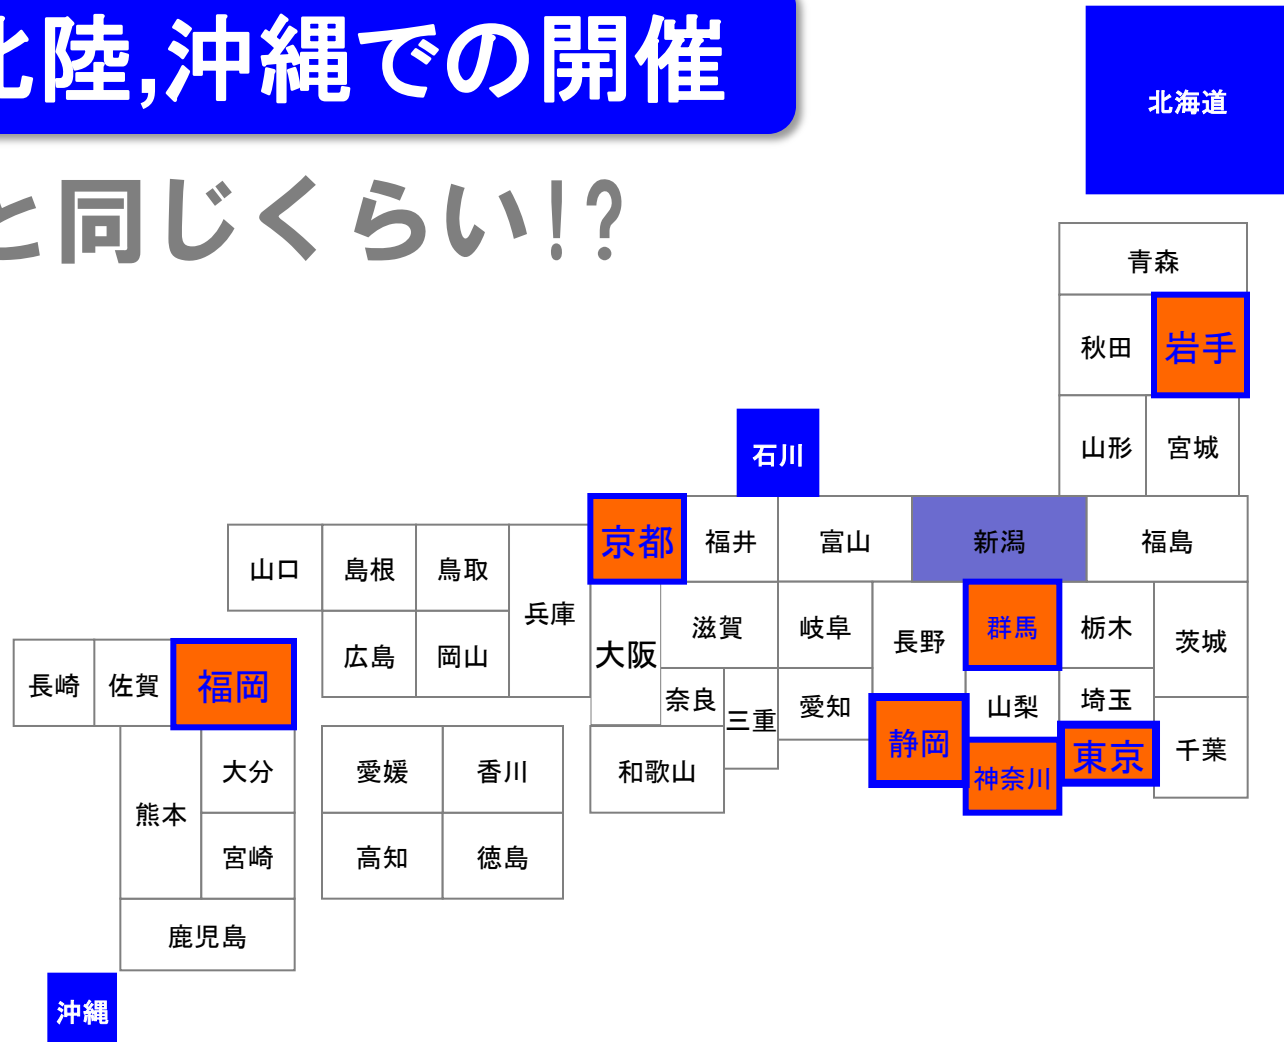 北陸,沖縄での開催
と同じくらい!?
北海道
青森
秋田
岩手
山形
宮城
石川
京都
福井
富山
新潟
福島
山口
島根
鳥取
兵庫
大阪
滋賀
岐阜
長野
群馬
栃木
茨城
広島
岡山
長崎
佐賀
福岡
奈良
三重
愛知
静岡
山梨
埼玉
神奈川
東京
千葉
大分
愛媛
香川
和歌山
熊本
宮崎
高知
徳島
鹿児島
沖縄